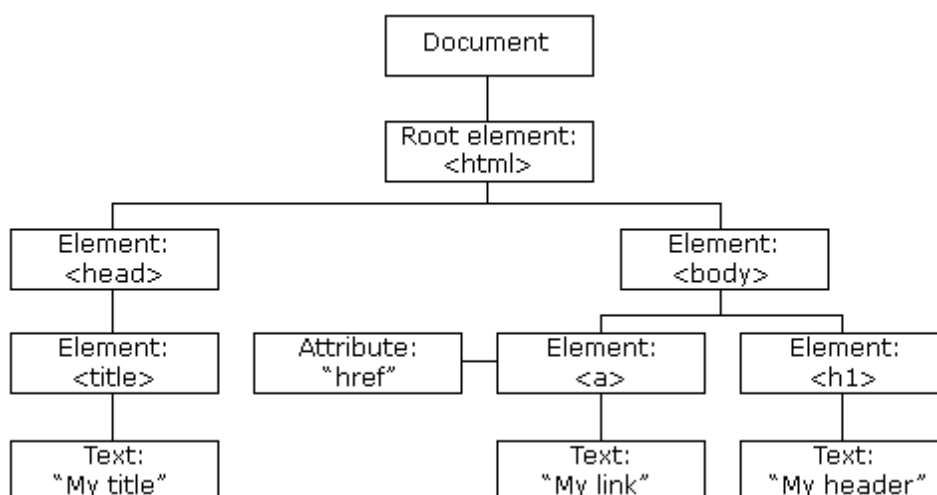 Document
Root element:
<html>
Element:
<head>
Element:
<body>
Element:
<title>
Attribute:
“href”
Element:
<a>
Element:
<h1>
Text:
“My title”
Text:
“My link”
Text:
“My header”